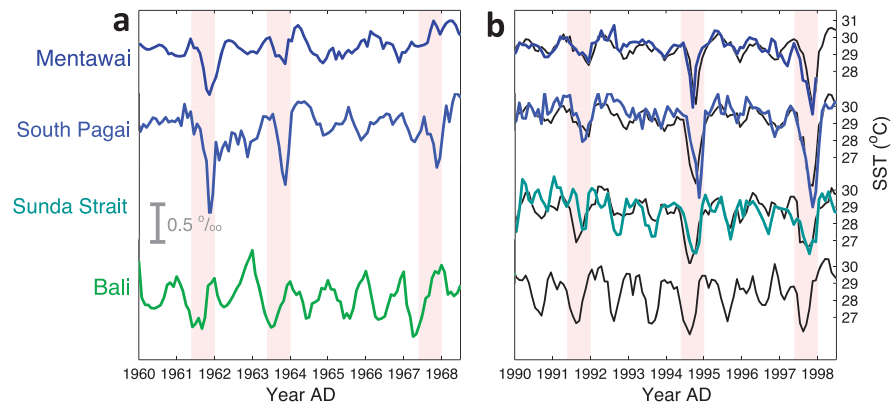 a
b
Mentawai
South Pagai
Sunda Strait
Bali
0.5 o/oo
31
30
29
28
30
29
28
27
30
29
28
27
30
29
28
27
SST (oC)
1960 1961 1962 1963 1964 1965 1966 1967 1968
1990 1991 1992 1993 1994 1995 1996 1997 1998
Year AD
Year AD